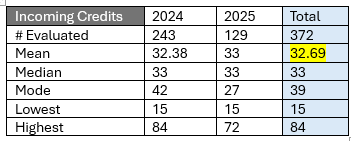 Incoming Credits 2024 2025 Total
# Evaluated 243 129 372
Mean 32.38 33 32.69
Median 33 33 33
Mode 42 27 39
Lowest 15 15 15
Highest 84 72 84